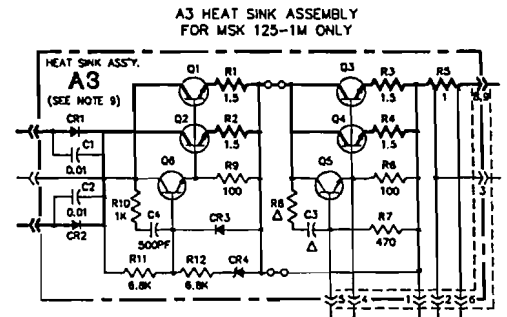 A3 HEAT SINK ASSEMBLY
FOR MSK 125-1M ONLY
HEAT SINK ASS'Y.
A3
(SEE NOTE 9)
Q1 R1 1.5
Q3 R3 1.5
R5 1
8,9
CR1
C1 0.01
Q2 R2 1.5
Q4 R4 1.5
Q6 R9 100
Q5 R6 100
3
C2 0.01
CR2
R10 1K
C4 500PF
CR3
R8 Δ
C3 Δ
R7 470
R11 6.8K
R12 6.8K
CR4
5 4 1 2 6